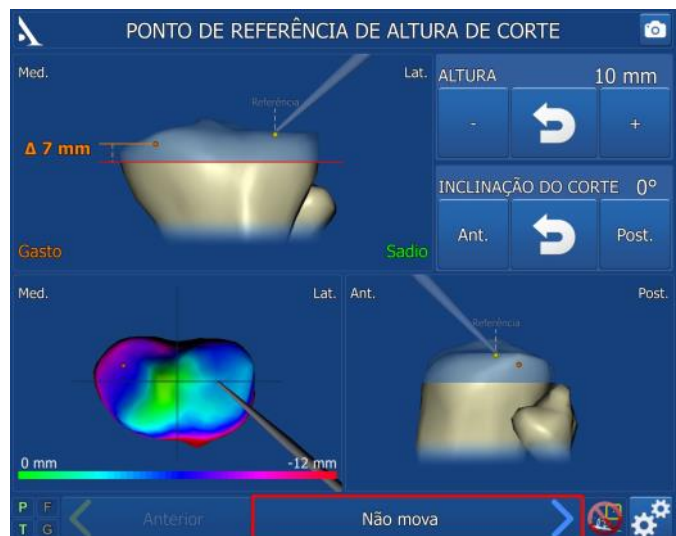 PONTO DE REFERÊNCIA DE ALTURA DE CORTE
Med.
Lat.
Referência
Δ 7 mm
Gasto
Sadio
ALTURA 10 mm
-
+
INCLINAÇÃO DO CORTE 0°
Ant.
Post.
Med.
Lat.
0 mm
-12 mm
Ant.
Post.
Referência
P F
T G
Anterior
Não mova